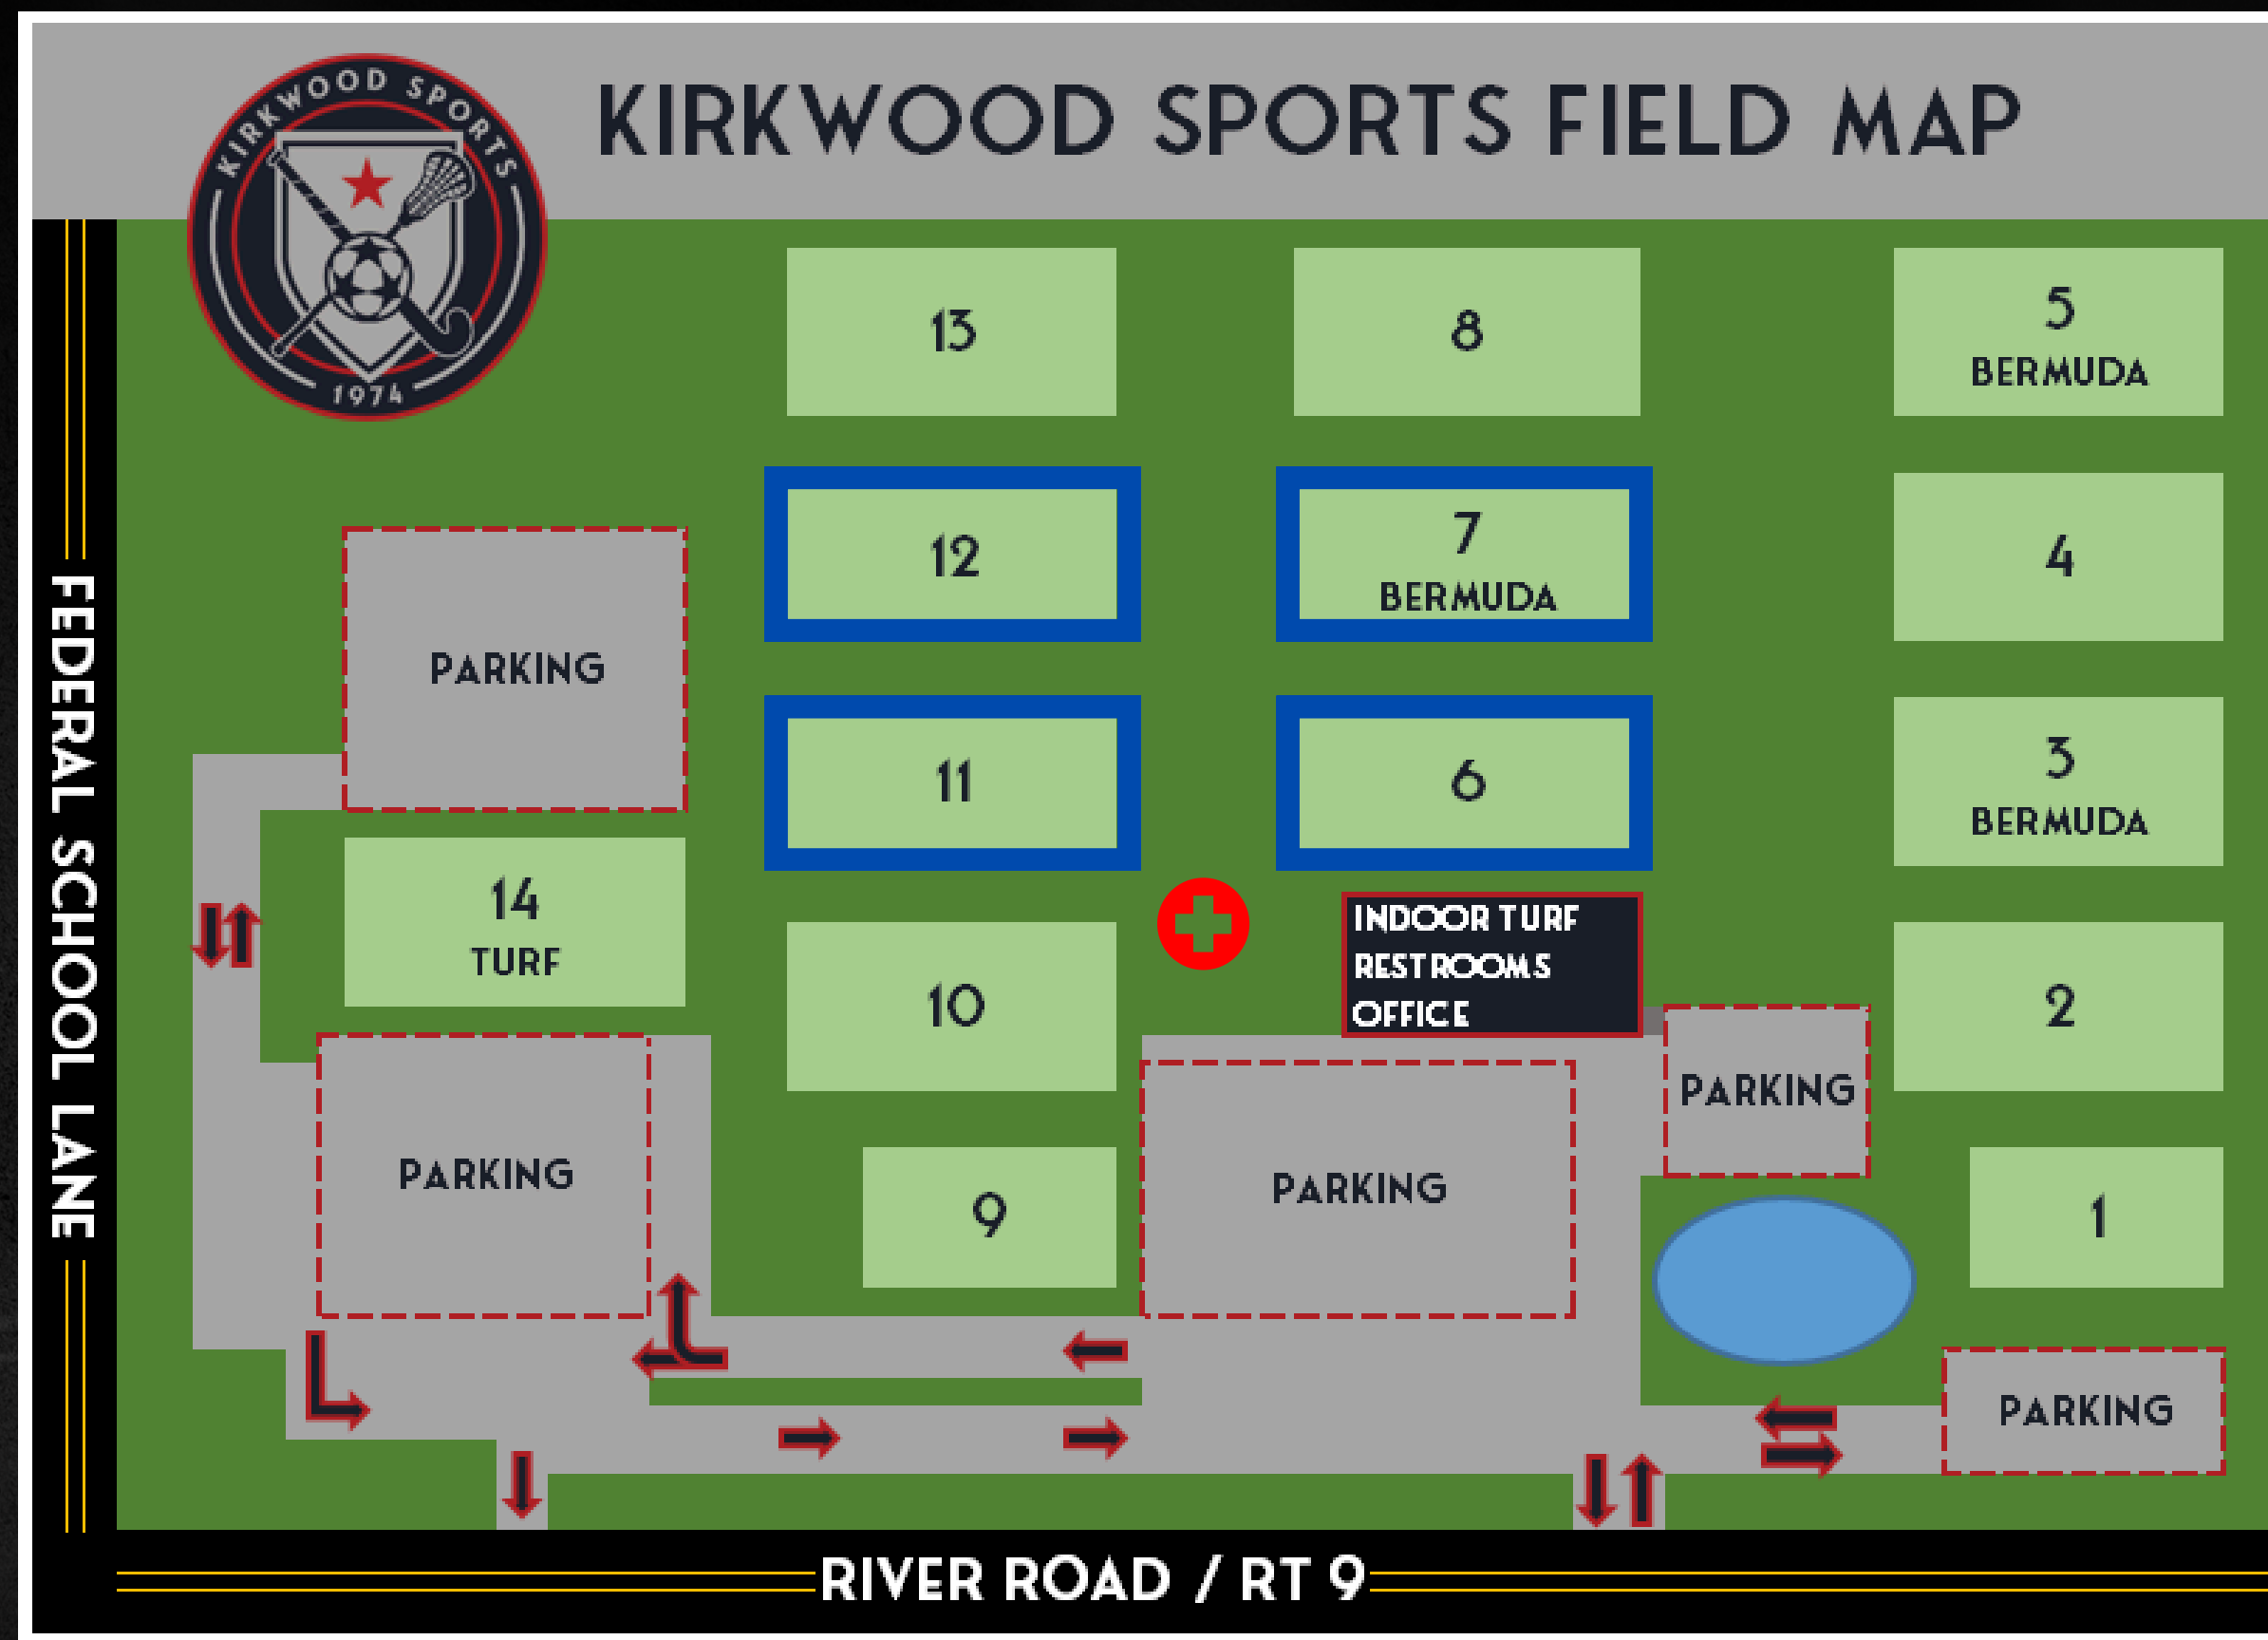 KIRKWOOD SPORTS
1974
KIRKWOOD SPORTS FIELD MAP
13
8
5
BERMUDA
12
7
BERMUDA
4
PARKING
11
6
3
BERMUDA
14
TURF
10
INDOOR TURF
RESTROOMS
OFFICE
2
PARKING
PARKING
PARKING
9
1
PARKING
FEDERAL SCHOOL LANE
RIVER ROAD / RT 9